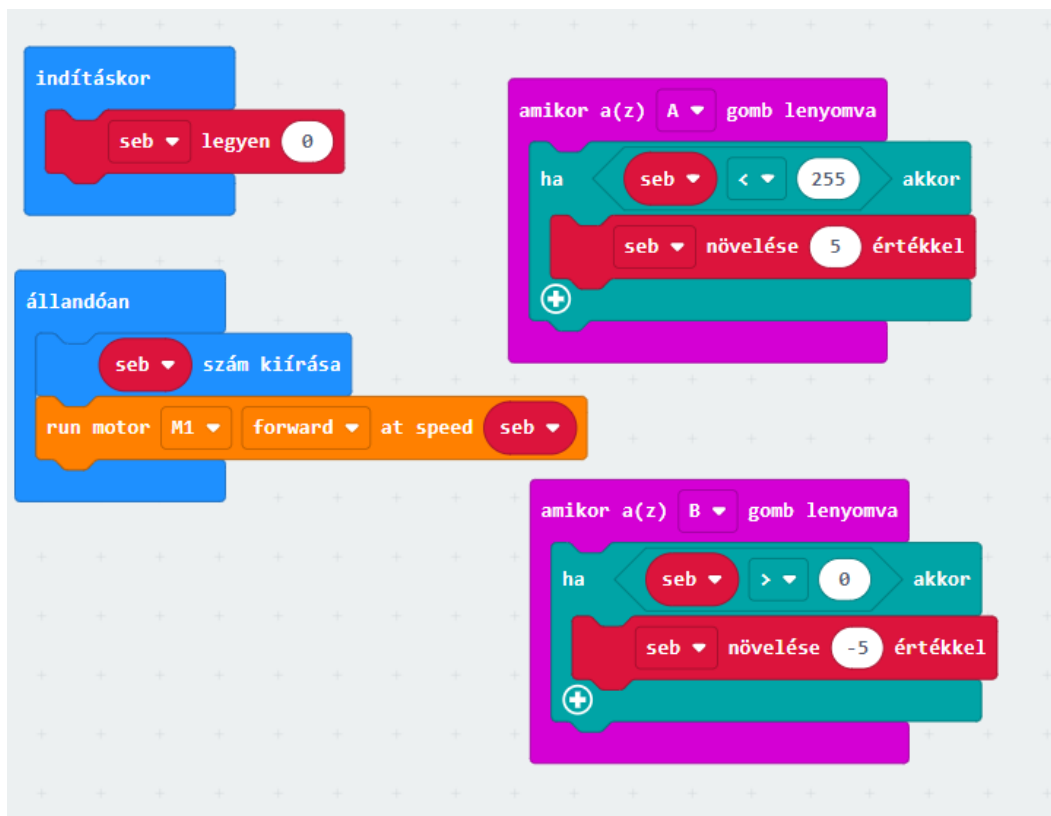 indításkor
seb legyen 0
állandóan
seb szám kiírása
run motor M1 forward at speed seb
amikor a(z) A gomb lenyomva
ha seb < 255 akkor
seb növelése 5 értékkel
amikor a(z) B gomb lenyomva
ha seb > 0 akkor
seb növelése -5 értékkel